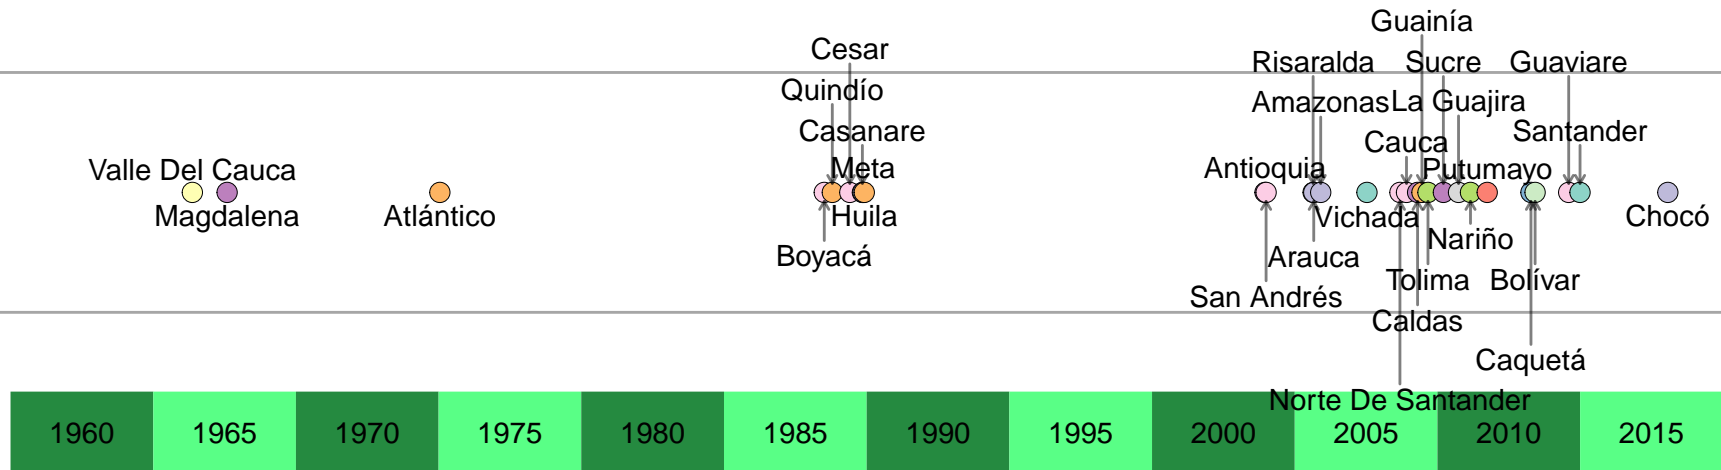 Guainía
Cesar
Risaralda
Sucre
Guaviare
Quindío
Amazonas
La Guajira
Casanare
Cauca
Santander
Valle Del Cauca
Meta
Antioquia
Putumayo
Magdalena
Atlántico
Huila
Vichada
Chocó
Boyacá
Arauca
Nariño
San Andrés
Tolima
Bolívar
Caldas
Caquetá
Norte De Santander
1960 1965 1970 1975 1980 1985 1990 1995 2000 2005 2010 2015